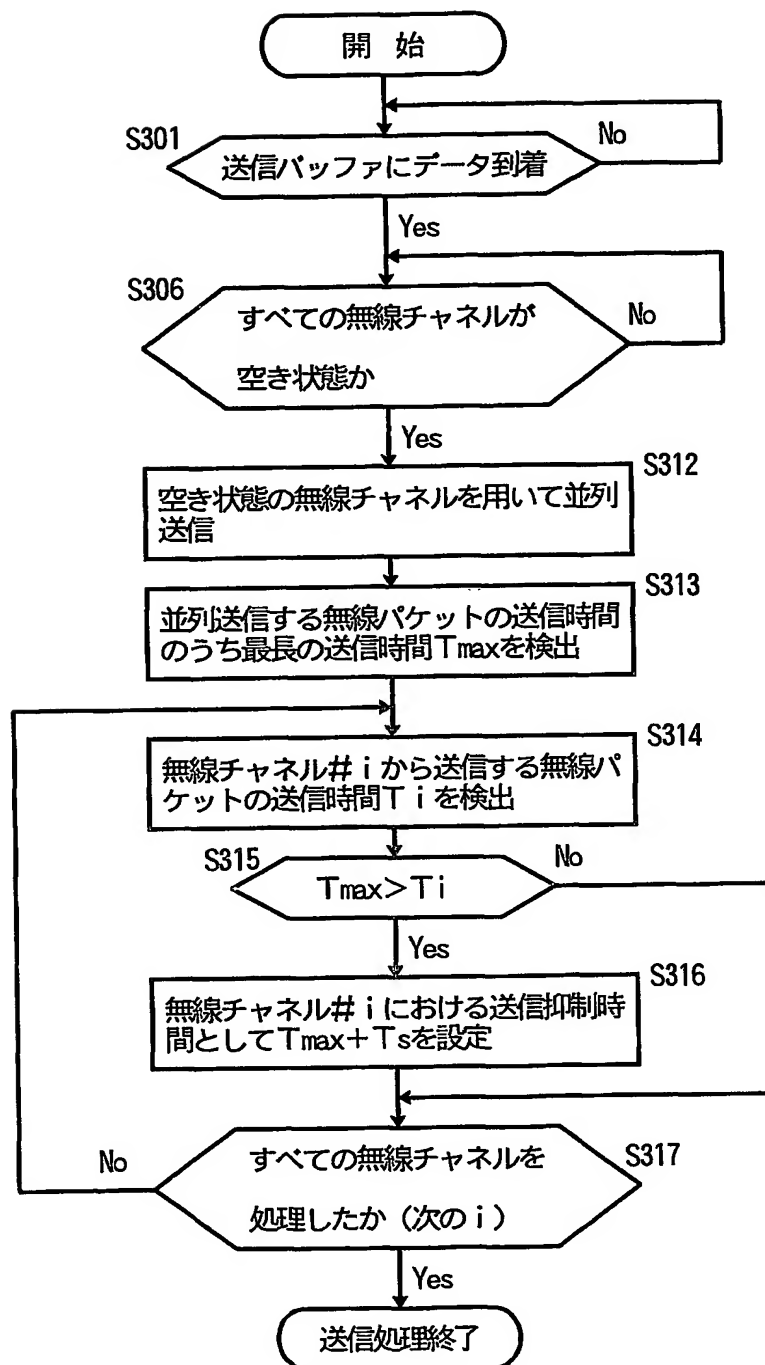 開 始
S301
送信バッファにデータ到着
No
Yes
S306
すべての無線チャネルが
空き状態か
No
Yes
S312
空き状態の無線チャネルを用いて並列
送信
S313
並列送信する無線パケットの送信時間
のうち最長の送信時間Tmaxを検出
S314
無線チャネル#iから送信する無線パ
ケットの送信時間Tiを検出
S315
Tmax>Ti
No
Yes
S316
無線チャネル#iにおける送信抑制時
間としてTmax+Tsを設定
No
すべての無線チャネルを
処理したか(次のi)
S317
Yes
送信処理終了